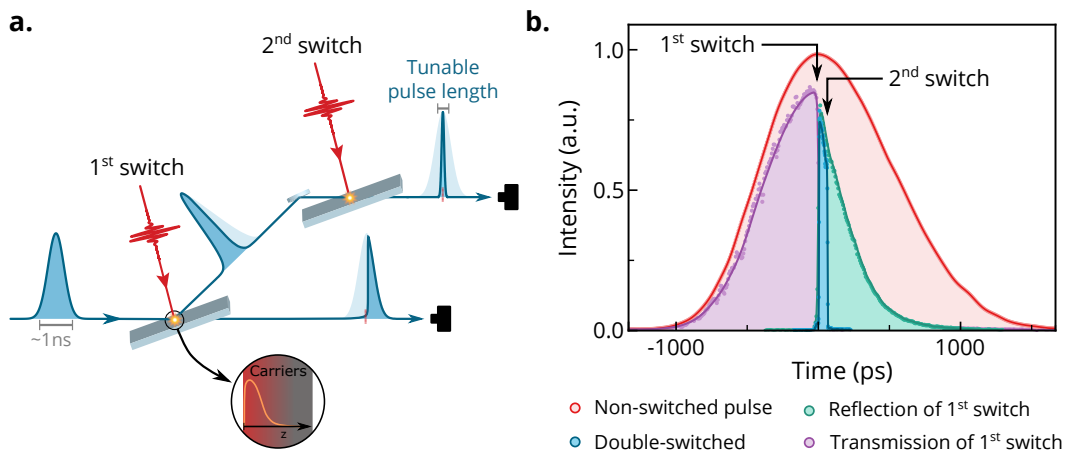 a.
2nd switch
Tunable
pulse length
1st switch
~1ns
Carriers
z
b.
1st switch
2nd switch
Intensity (a.u.)
1.0
0.5
0.0
-1000
1000
Time (ps)
Non-switched pulse
Reflection of 1st switch
Double-switched
Transmission of 1st switch